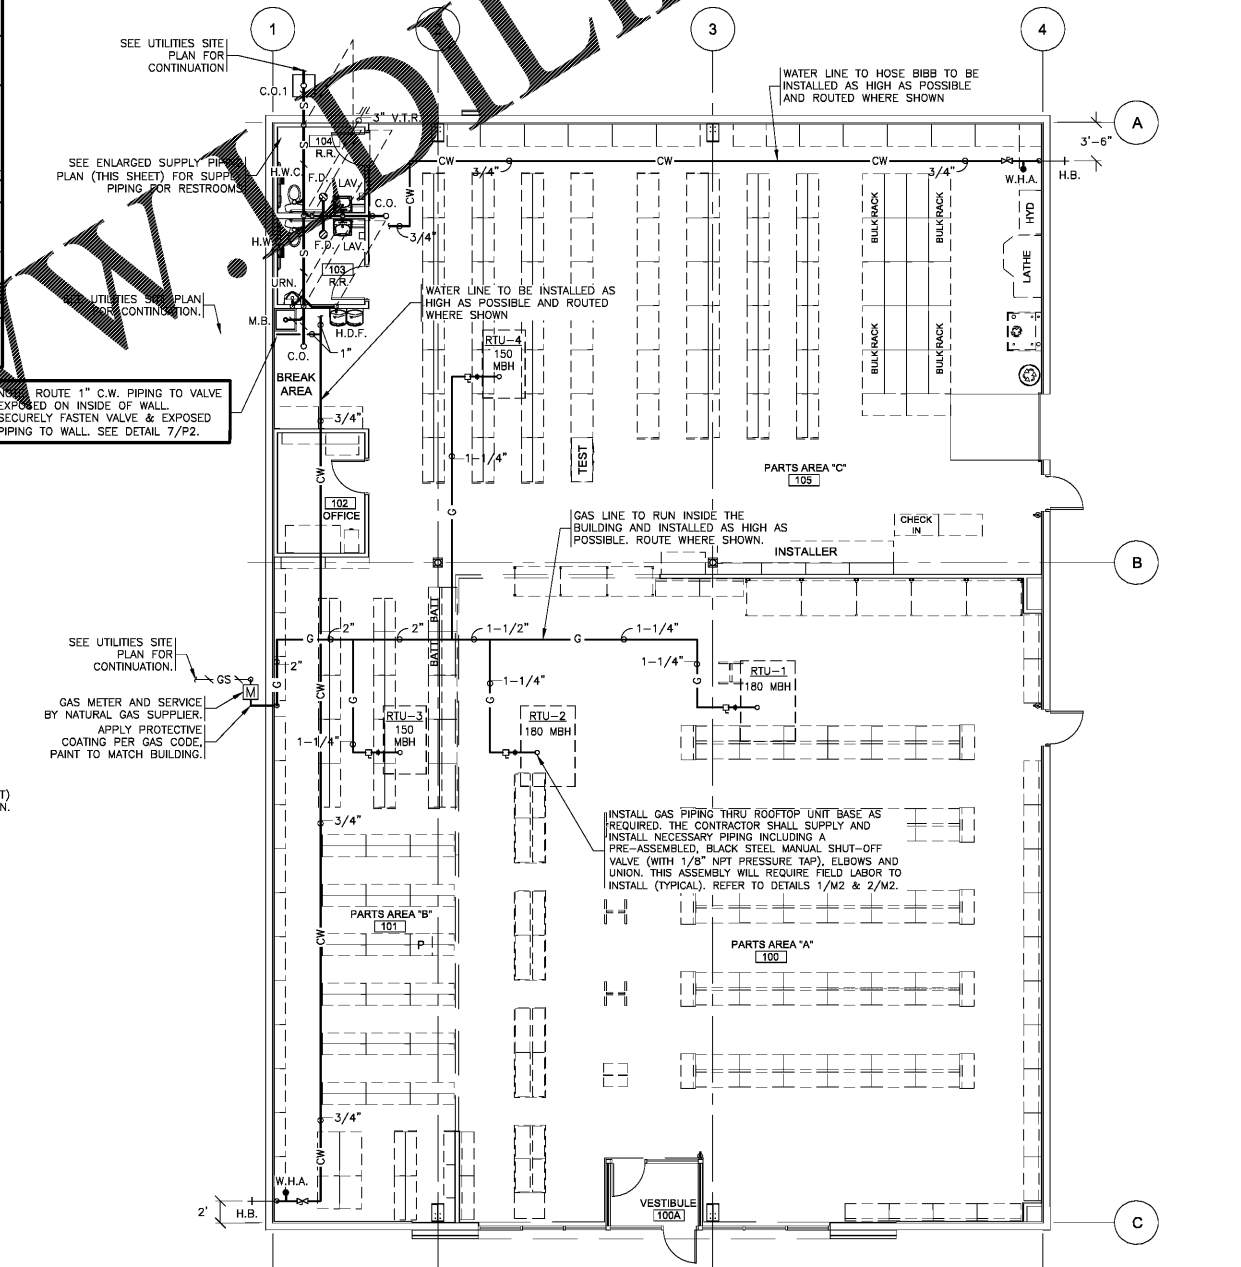 1
2
3
4
SEE UTILITIES SITE
PLAN FOR
CONTINUATION
C.O.1
S
S
3" V.T.R.
WATER LINE TO HOSE BIBB TO BE
INSTALLED AS HIGH AS POSSIBLE
AND ROUTED WHERE SHOWN
A
3'-6"
104
R.R.
SEE ENLARGED SUPPLY PIPING
PLAN (THIS SHEET) FOR SUPPLY
PIPING FOR RESTROOMS
H.W.C.
F.D.
LAV.
C.O.
CW
CW
CW
CW
3/4"
3/4"
3/4"
W.H.A.
H.B.
H.W.C.
F.D.
LAV.
S
103
R.R.
URN.
BULK RACK
BULK RACK
BULK RACK
BULK RACK
HYD
LATHE
SEE UTILITIES SITE PLAN
FOR CONTINUATION.
WATER LINE TO BE INSTALLED AS
HIGH AS POSSIBLE AND ROUTED
WHERE SHOWN
M.B.
H.D.F.
C.O.
1"
RTU-4
150
MBH
BREAK
AREA
NOTE: ROUTE 1" C.W. PIPING TO VALVE
EXPOSED ON INSIDE OF WALL.
SECURELY FASTEN VALVE & EXPOSED
PIPING TO WALL. SEE DETAIL 7/P2.
3/4"
1-1/4"
TEST
PARTS AREA "C"
105
CW
102
OFFICE
G
GAS LINE TO RUN INSIDE THE
BUILDING AND INSTALLED AS HIGH AS
POSSIBLE. ROUTE WHERE SHOWN.
CHECK
IN
INSTALLER
B
BATT
BATT
SEE UTILITIES SITE
PLAN FOR
CONTINUATION.
G
2"
2"
1-1/2"
G
1-1/4"
2"
1-1/4"
GS
M
G
CW
G
G
G
1-1/4"
RTU-1
180 MBH
GAS METER AND SERVICE
BY NATURAL GAS SUPPLIER.
APPLY PROTECTIVE
COATING PER GAS CODE,
PAINT TO MATCH BUILDING.
1-1/4"
RTU-3
150
MBH
RTU-2
180 MBH
T)
N.
3/4"
INSTALL GAS PIPING THRU ROOFTOP UNIT BASE AS
REQUIRED. THE CONTRACTOR SHALL SUPPLY AND
INSTALL NECESSARY PIPING INCLUDING A
PRE-ASSEMBLED, BLACK STEEL MANUAL SHUT-OFF
VALVE (WITH 1/8" NPT PRESSURE TAP), ELBOWS AND
UNION. THIS ASSEMBLY WILL REQUIRE FIELD LABOR TO
INSTALL (TYPICAL). REFER TO DETAILS 1/M2 & 2/M2.
PARTS AREA "B"
101
CW
P
PARTS AREA "A"
100
3/4"
CW
W.H.A.
2'
H.B.
VESTIBULE
100A
C